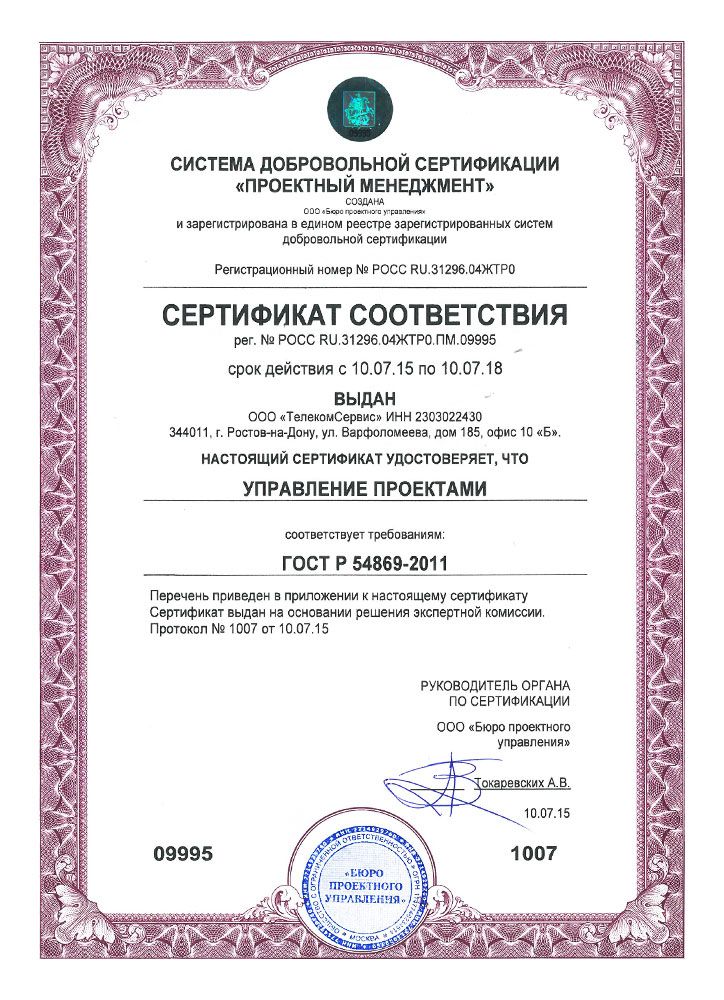 09995
СИСТЕМА ДОБРОВОЛЬНОЙ СЕРТИФИКАЦИИ
«ПРОЕКТНЫЙ МЕНЕДЖМЕНТ»
СОЗДАНА
ООО «Бюро проектного управления»
и зарегистрирована в едином реестре зарегистрированных систем
добровольной сертификации
Регистрационный номер № РОСС RU.31296.04ЖТР0
СЕРТИФИКАТ СООТВЕТСТВИЯ
рег. № РОСС RU.31296.04ЖТР0.ПМ.09995
срок действия с 10.07.15 по 10.07.18
ВЫДАН
ООО «ТелекомСервис» ИНН 2303022430
344011, г. Ростов-на-Дону, ул. Варфоломеева, дом 185, офис 10 «Б».
НАСТОЯЩИЙ СЕРТИФИКАТ УДОСТОВЕРЯЕТ, ЧТО
УПРАВЛЕНИЕ ПРОЕКТАМИ
соответствует требованиям:
ГОСТ Р 54869-2011
Перечень приведен в приложении к настоящему сертификату
Сертификат выдан на основании решения экспертной комиссии.
Протокол № 1007 от 10.07.15
РУКОВОДИТЕЛЬ ОРГАНА
ПО СЕРТИФИКАЦИИ
ООО «Бюро проектного
управления»
Токаревских А.В.
10.07.15
09995
1007
«БЮРО
ПРОЕКТНОГО
УПРАВЛЕНИЯ»
МОСКВА